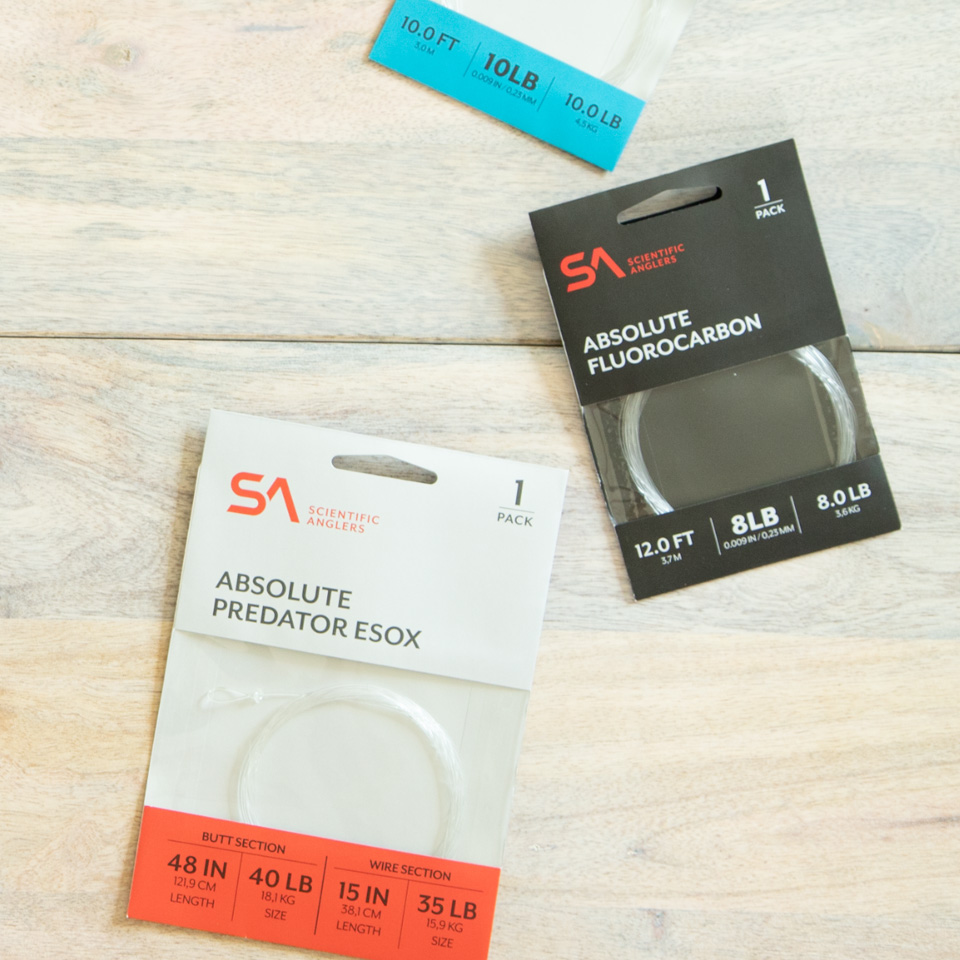 10.0 FT
3,0 M
10LB
0.009 IN / 0,23 MM
10.0 LB
4,5 KG
1
PACK
SA SCIENTIFIC
ANGLERS
ABSOLUTE
FLUOROCARBON
12.0 FT
3,7 M
8LB
0.009 IN / 0,23 MM
8.0 LB
3,6 KG
SA SCIENTIFIC
ANGLERS
1
PACK
ABSOLUTE
PREDATOR ESOX
BUTT SECTION
48 IN
121,9 CM
LENGTH
40 LB
18,1 KG
SIZE
WIRE SECTION
15 IN
38,1 CM
LENGTH
35 LB
15,9 KG
SIZE